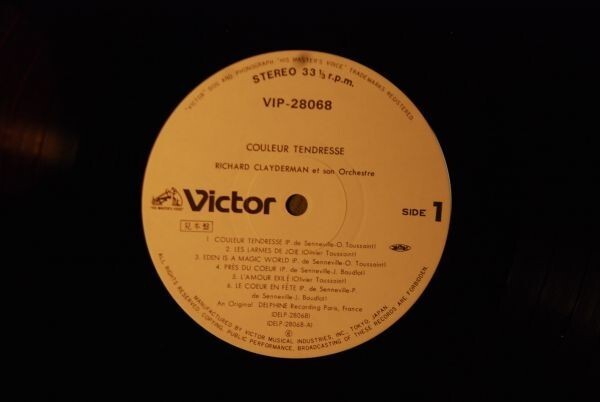 "VICTOR" DOG AND PHONOGRAPH "HIS MASTER'S VOICE" TRADEMARKS REGISTERED.
STEREO 33 1/3 r.p.m.
VIP-28068
COULEUR TENDRESSE
RICHARD CLAYDERMAN et son Orchestre
"HIS MASTER'S VOICE"
Victor
SIDE 1
見本盤
1. COULEUR TENDRESSE (P. de Senneville-O. Toussaint)
2. LES LARMES DE JOIE (Olivier Toussaint)
3. EDEN IS A MAGIC WORLD (P. de Senneville-O. Toussaint)
4. PRÈS DU COEUR (P. de Senneville-J. Baudlot)
5. L'AMOUR EXILÉ (Olivier Toussaint)
6. LE COEUR EN FÊTE (P. de Senneville-P.
de Senneville-J. Baudlot)
An Original DELPHINE Recording Paris, France
(DELP-28068)
(DELP-28068-A)
MANUFACTURED BY VICTOR MUSICAL INDUSTRIES, INC., TOKYO, JAPAN.
ALL RIGHTS RESERVED. COPYING, PUBLIC PERFORMANCE, BROADCASTING OF THESE RECORDS ARE FORBIDDEN.